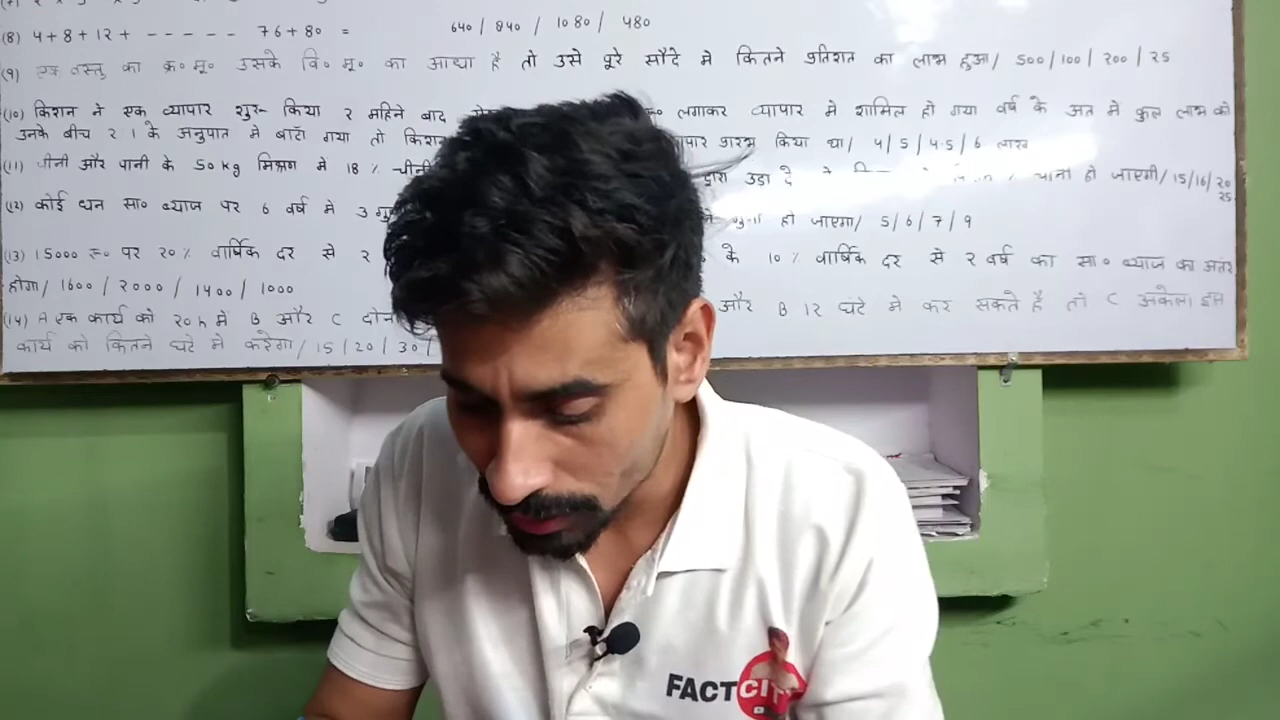 (8) 4+8+12+ ----- 76+80 = 640 / 840 / 1080 / 480
(9) एक वस्तु का क्र० मू० उसके वि० मू० का आधा है तो उसे पूरे सौदे मे कितने प्रतिशत का लाभ हुआ / 500 / 100 / 200 / 25
(10) किशन ने एक व्यापार शुरू किया 2 महिने बाद लगाकर व्यापार मे शामिल हो गया वर्ष के अंत मे कुल लाभ को
उनके बीच 2 : 1 के अनुपात मे बाटा गया तो किशन प्रारंभ किया था / 4 / 5 / 4.5 / 6 लाख
(11) चीनी और पानी के 50 kg मिश्रण मे 18 % चीनी द्वारा उड़ा दे हो जाएगी / 15 / 16 / 20
25
(12) कोई धन सा० ब्याज पर 6 वर्ष मे 3 गु हो जाएगा / 5 / 6 / 7 / 9
(13) 15000 रू० पर 20 % वार्षिक दर से 2 के 10 % वार्षिक दर से 2 वर्ष का सा० ब्याज का अंतर
होगा / 1600 / 2000 / 1400 / 1000
(14) A एक कार्य को 20 h में B और C दोन और B 12 घंटे मे कर सकते है तो C अकेला इस
कार्य को कितने घंटे मे करेगा / 15 / 20 / 30 /
FACT CIT